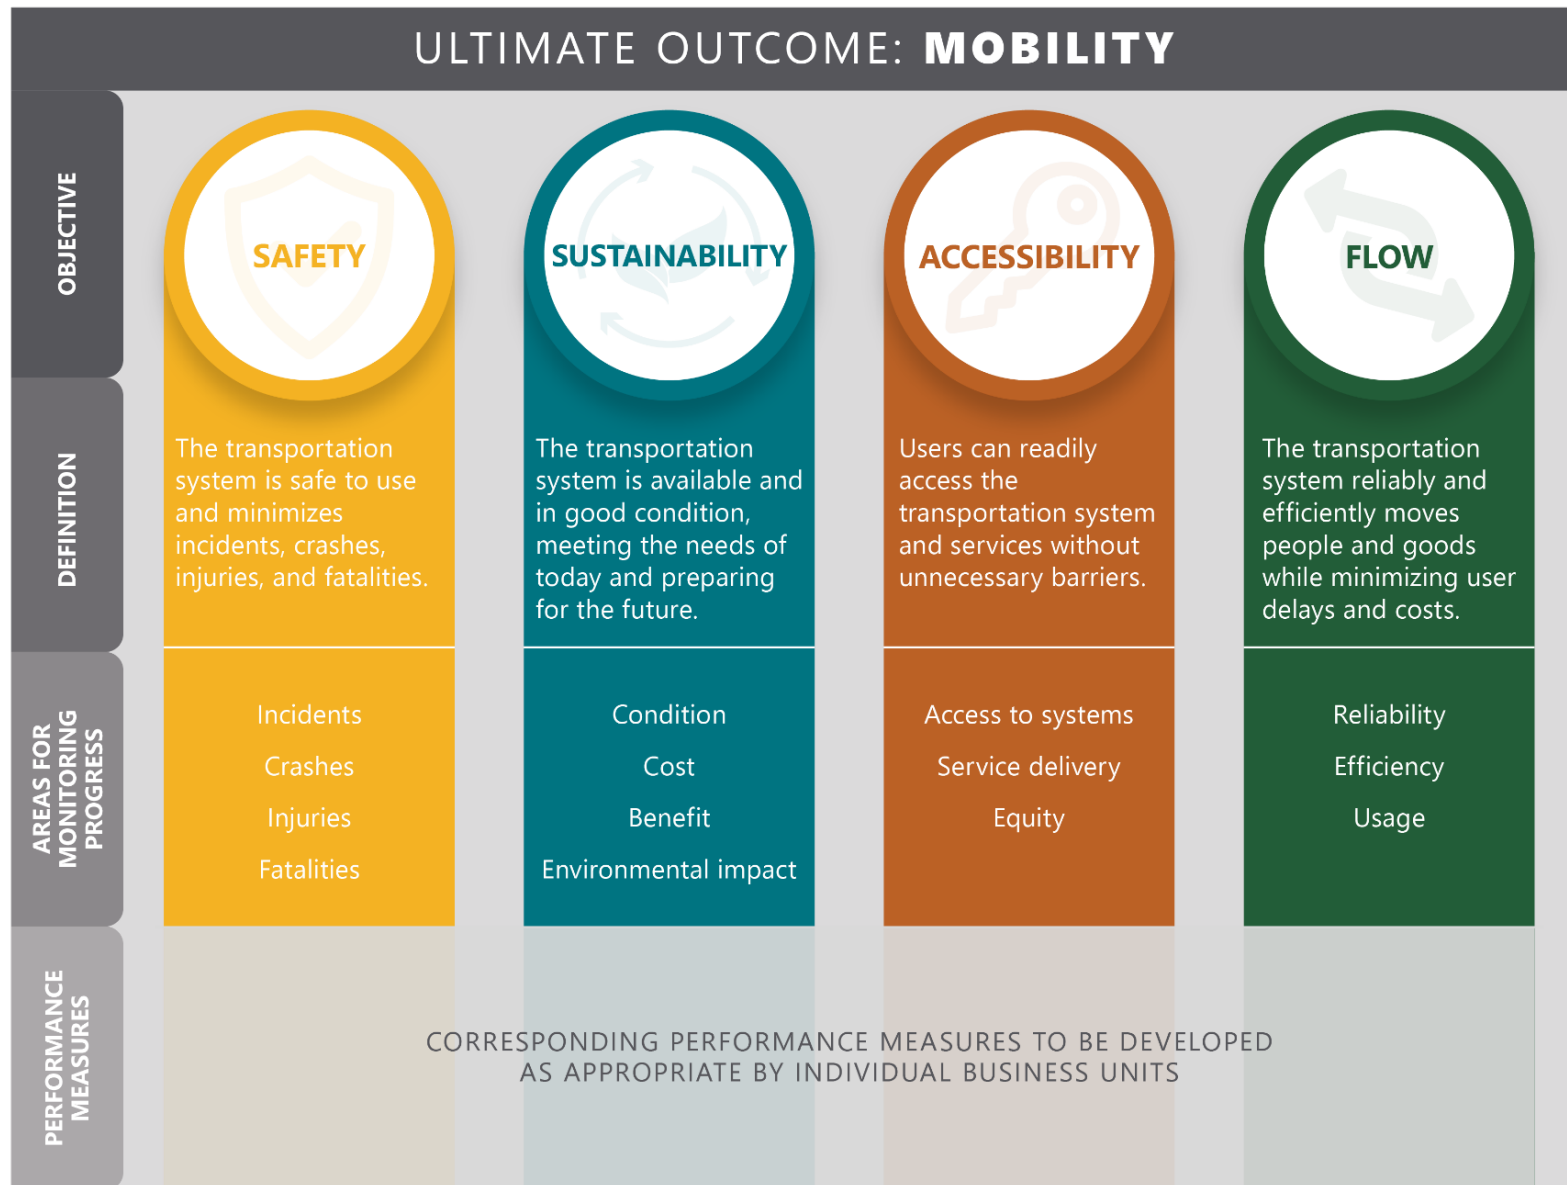 ULTIMATE OUTCOME: MOBILITY
OBJECTIVE
SAFETY
SUSTAINABILITY
ACCESSIBILITY
FLOW
DEFINITION
The transportation
system is safe to use
and minimizes
incidents, crashes,
injuries, and fatalities.
The transportation
system is available and
in good condition,
meeting the needs of
today and preparing
for the future.
Users can readily
access the
transportation system
and services without
unnecessary barriers.
The transportation
system reliably and
efficiently moves
people and goods
while minimizing user
delays and costs.
AREAS FOR
MONITORING
PROGRESS
Incidents
Crashes
Injuries
Fatalities
Condition
Cost
Benefit
Environmental impact
Access to systems
Service delivery
Equity
Reliability
Efficiency
Usage
PERFORMANCE
MEASURES
CORRESPONDING PERFORMANCE MEASURES TO BE DEVELOPED
AS APPROPRIATE BY INDIVIDUAL BUSINESS UNITS